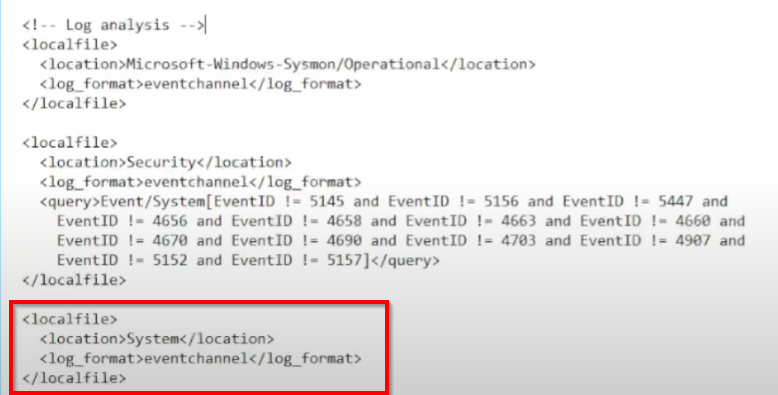 <!-- Log analysis -->
<localfile>
<location>Microsoft-Windows-Sysmon/Operational</location>
<log_format>eventchannel</log_format>
</localfile>
<localfile>
<location>Security</location>
<log_format>eventchannel</log_format>
<query>Event/System[EventID != 5145 and EventID != 5156 and EventID != 5447 and
EventID != 4656 and EventID != 4658 and EventID != 4663 and EventID != 4660 and
EventID != 4670 and EventID != 4690 and EventID != 4703 and EventID != 4907 and
EventID != 5152 and EventID != 5157]</query>
</localfile>
<localfile>
<location>System</location>
<log_format>eventchannel</log_format>
</localfile>